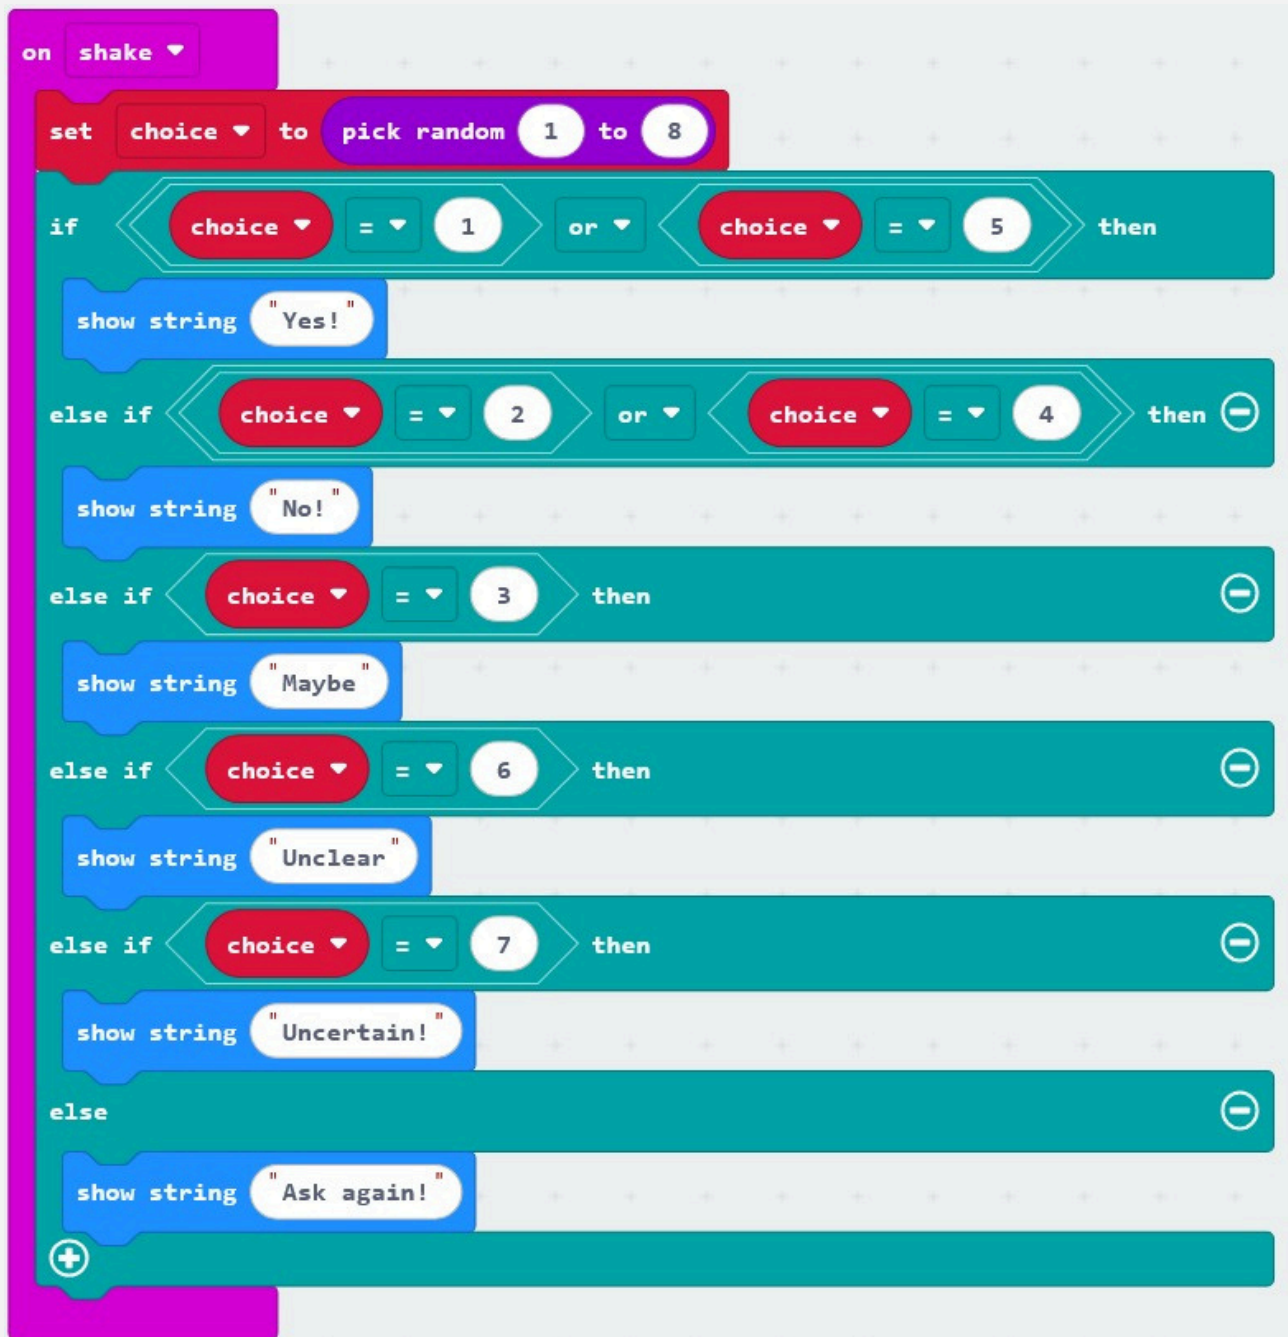 on shake
set choice to pick random 1 to 8
if choice = 1 or choice = 5 then
show string "Yes!"
else if choice = 2 or choice = 4 then
show string "No!"
else if choice = 3 then
show string "Maybe"
else if choice = 6 then
show string "Unclear"
else if choice = 7 then
show string "Uncertain!"
else
show string "Ask again!"